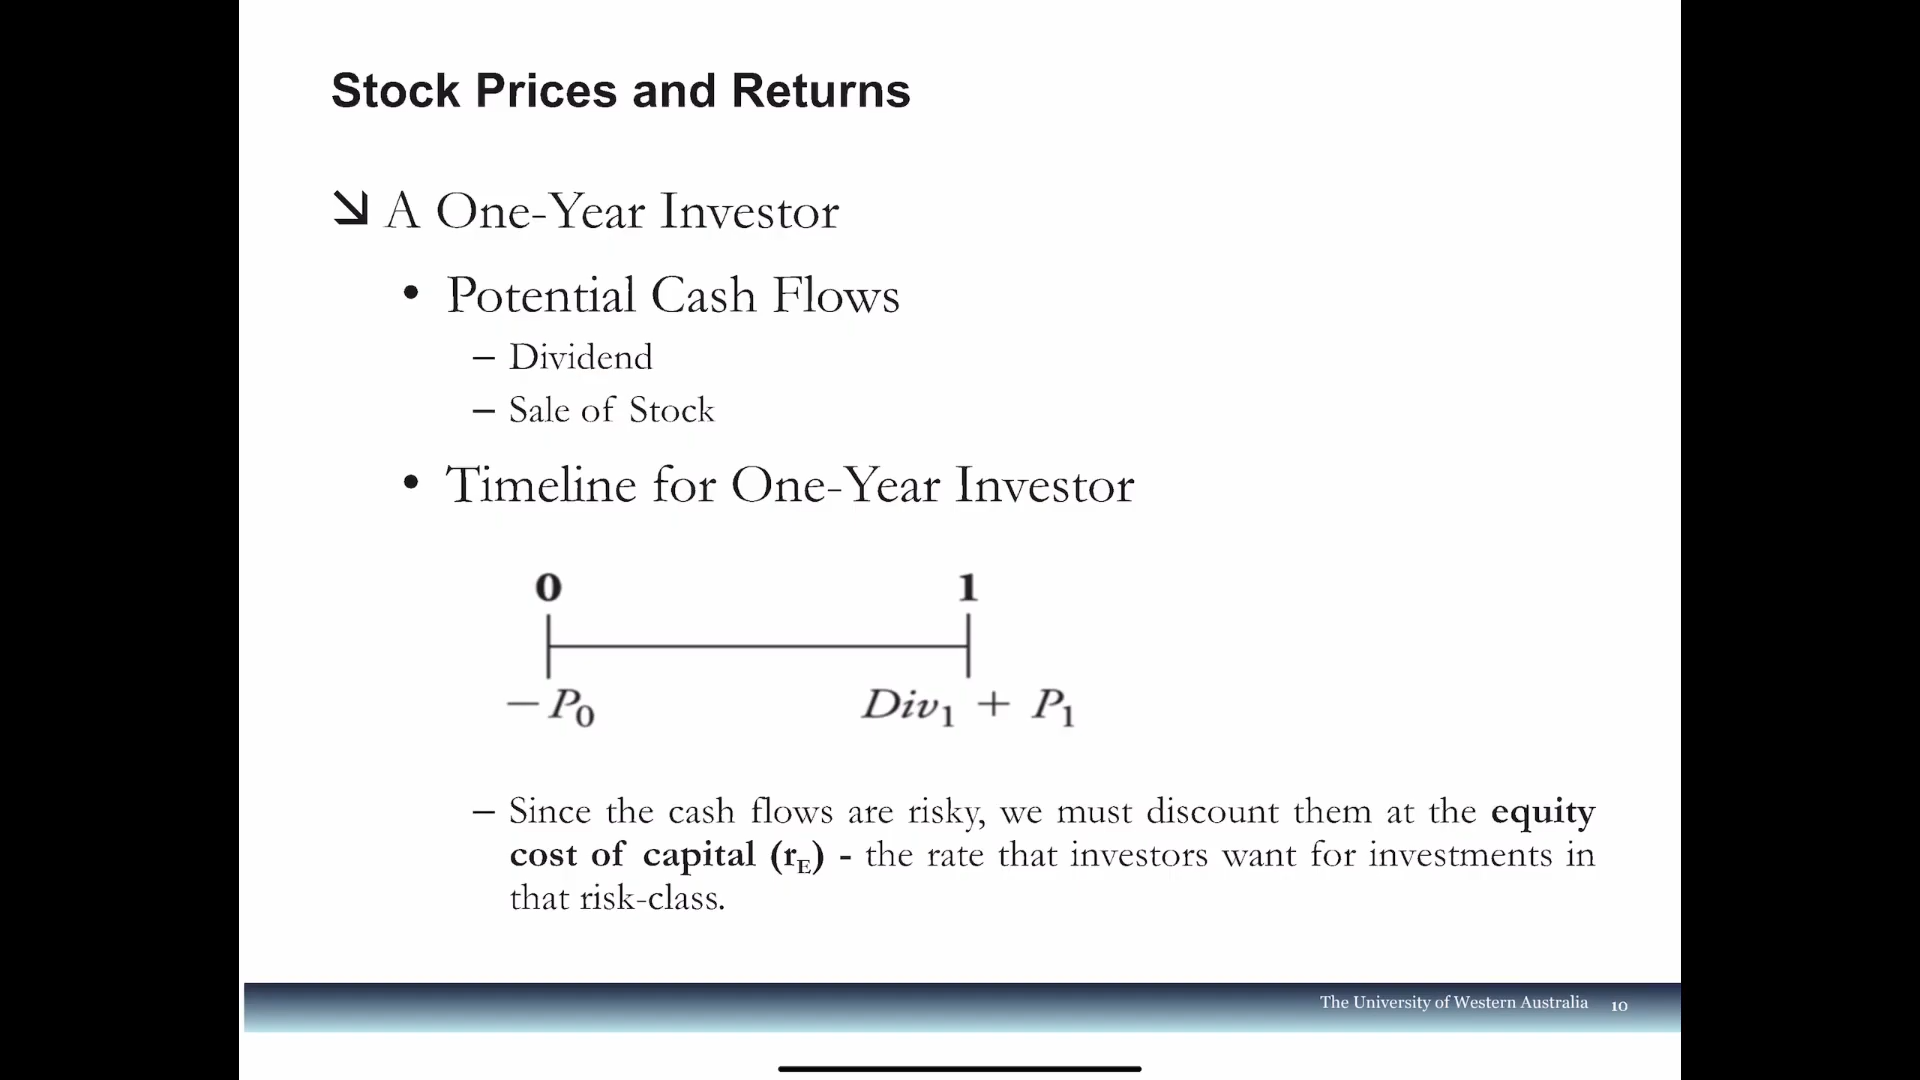 Stock Prices and Returns
↘ A One-Year Investor
• Potential Cash Flows
– Dividend
– Sale of Stock
• Timeline for One-Year Investor
0 1
−P₀ Div₁ + P₁
– Since the cash flows are risky, we must discount them at the equity
cost of capital (rE) - the rate that investors want for investments in
that risk-class.
The University of Western Australia 10